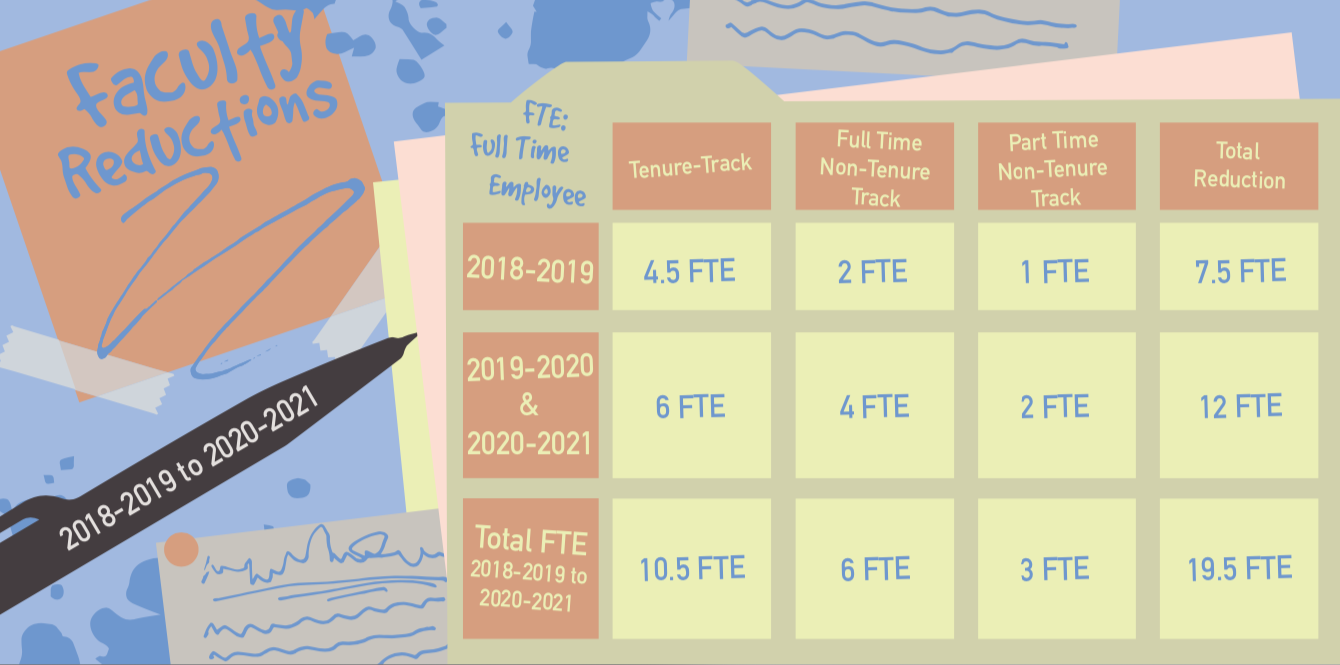 Faculty
Reductions
2018-2019 to 2020-2021
FTE:
Full Time
Employee
Tenure-Track
Full Time
Non-Tenure
Track
Part Time
Non-Tenure
Track
Total
Reduction
2018-2019
4.5 FTE
2 FTE
1 FTE
7.5 FTE
2019-2020
&
2020-2021
6 FTE
4 FTE
2 FTE
12 FTE
Total FTE
2018-2019 to
2020-2021
10.5 FTE
6 FTE
3 FTE
19.5 FTE